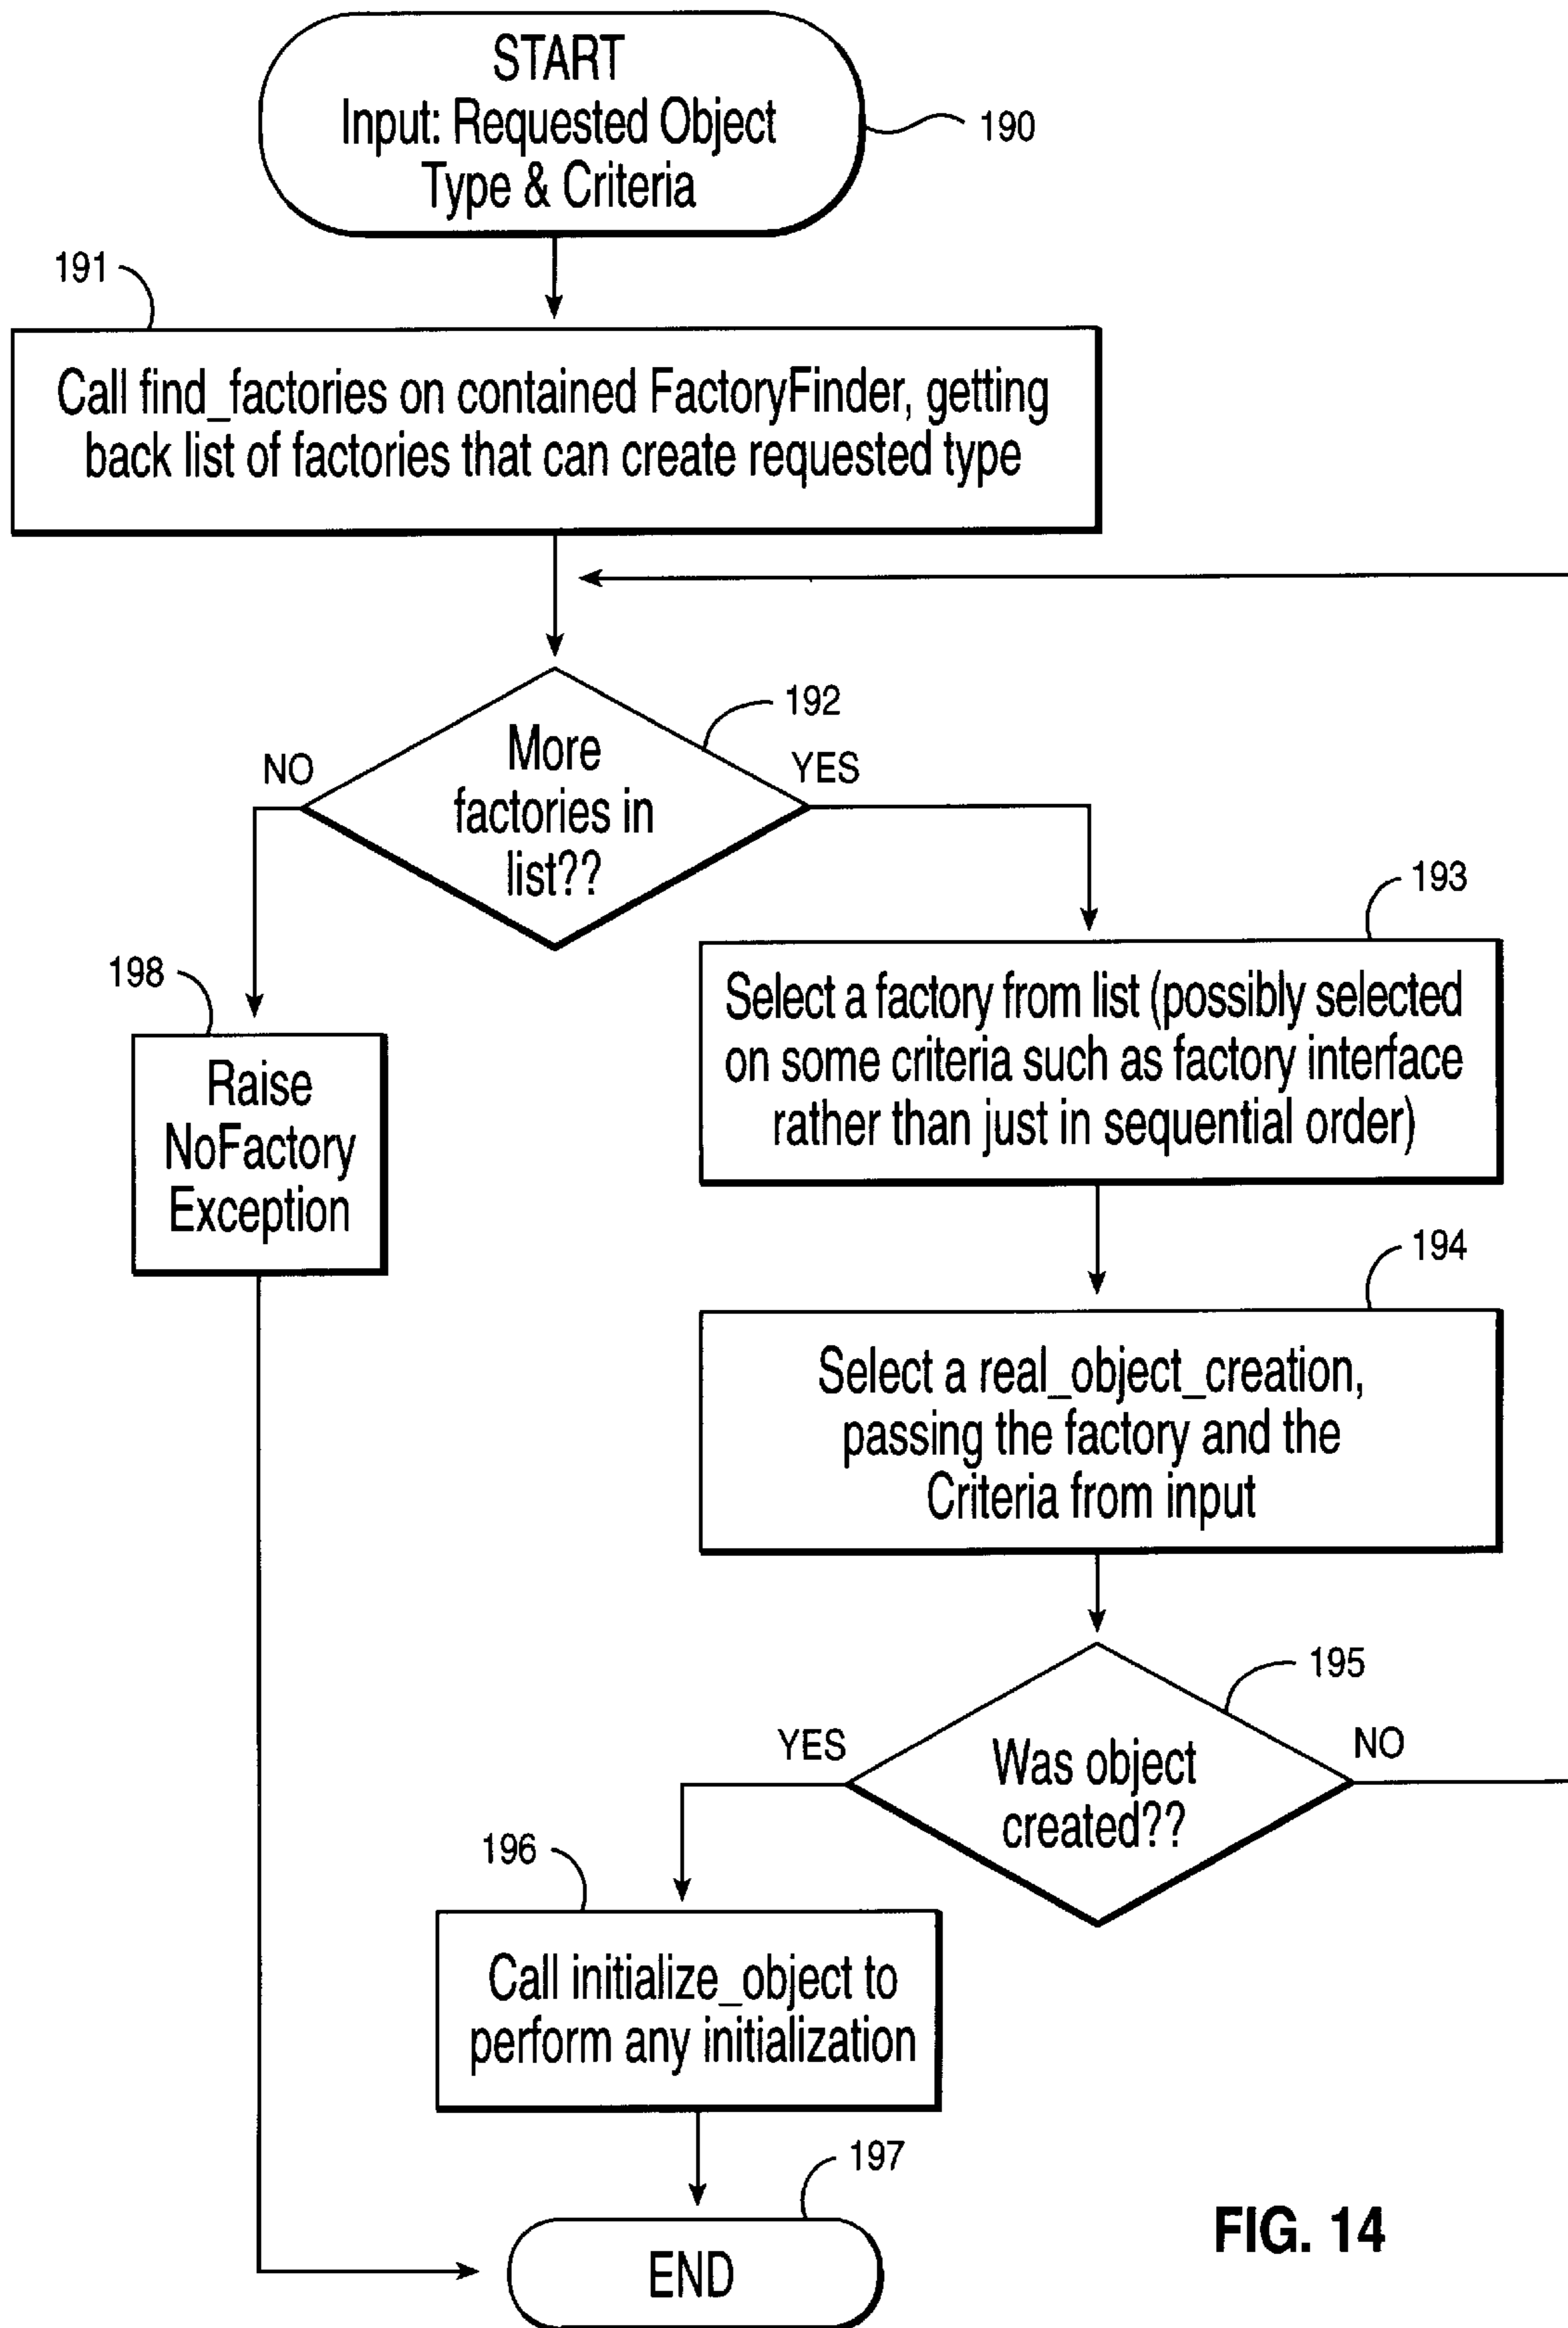 START
Input: Requested Object
Type & Criteria
190
191
Call find_factories on contained FactoryFinder, getting
back list of factories that can create requested type
192
NO
YES
More
factories in
list??
193
198
Select a factory from list (possibly selected
on some criteria such as factory interface
rather than just in sequential order)
Raise
NoFactory
Exception
194
Select a real_object_creation,
passing the factory and the
Criteria from input
195
YES
NO
Was object
created??
196
Call initialize_object to
perform any initialization
197
END
FIG. 14